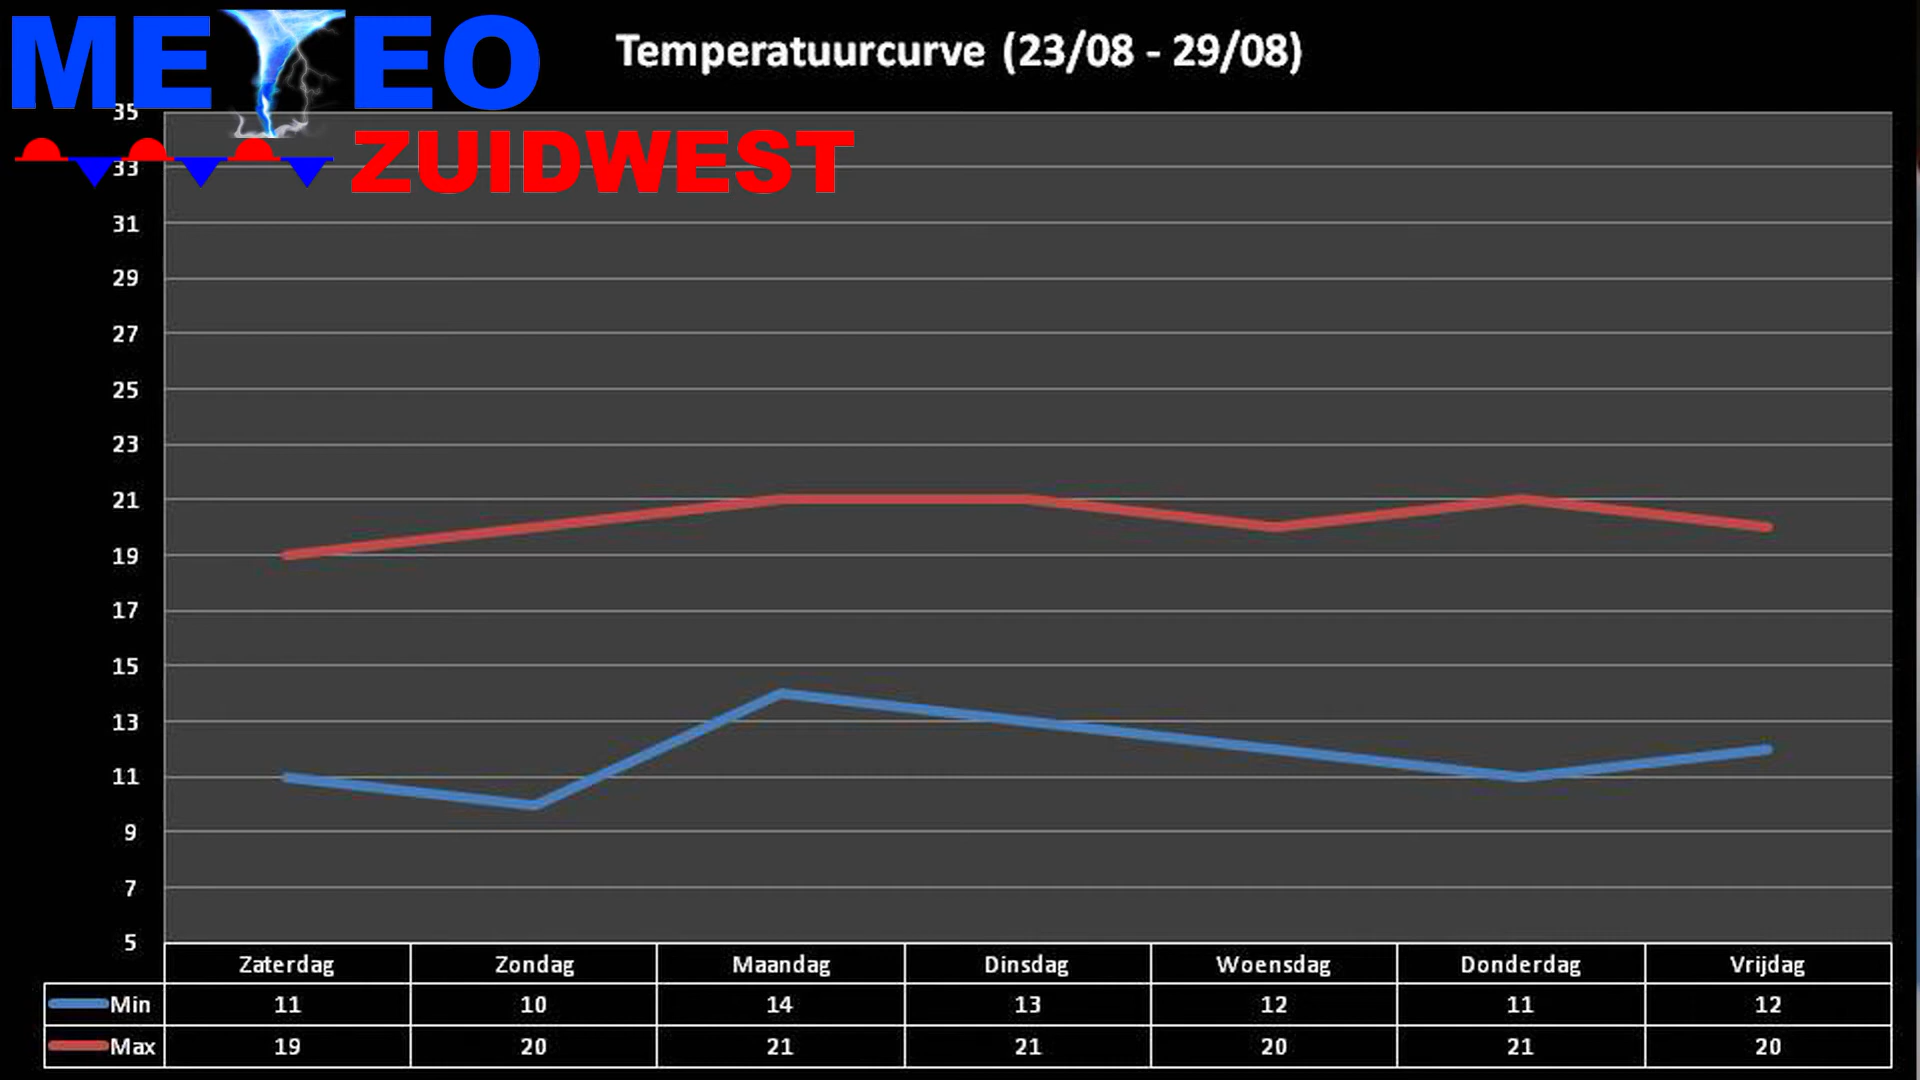 METEO
ZUIDWEST
Temperatuurcurve (23/08 - 29/08)
35
33
31
29
27
25
23
21
19
17
15
13
11
9
7
5
Zaterdag Zondag Maandag Dinsdag Woensdag Donderdag Vrijdag
Min 11 10 14 13 12 11 12
Max 19 20 21 21 20 21 20